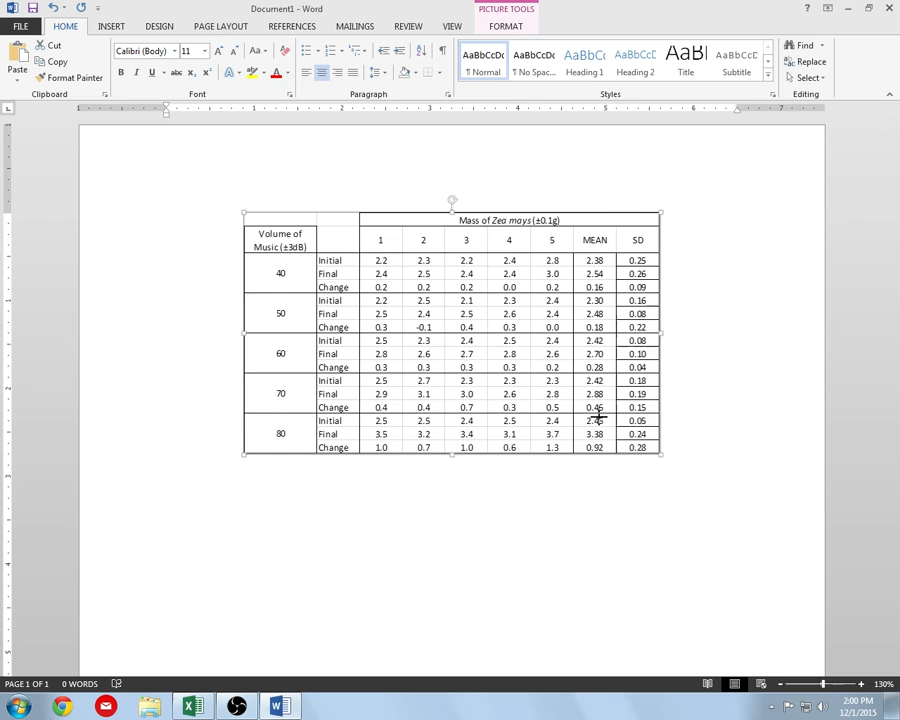 Document1 - Word
PICTURE TOOLS
FILE HOME INSERT DESIGN PAGE LAYOUT REFERENCES MAILINGS REVIEW VIEW FORMAT
Paste
Cut
Copy
Format Painter
Clipboard
Calibri (Body) 11
Font
Paragraph
AaBbCcDc AaBbCcDc AaBbCc AaBbCcD AaBl AaBbCcD
¶ Normal ¶ No Spac... Heading 1 Heading 2 Title Subtitle
Styles
Find
Replace
Select
Editing
Mass of Zea mays (±0.1g)
Volume of Music (±3dB) 1 2 3 4 5 MEAN SD
40
Initial 2.2 2.3 2.2 2.4 2.8 2.38 0.25
Final 2.4 2.5 2.4 2.4 3.0 2.54 0.26
Change 0.2 0.2 0.2 0.0 0.2 0.16 0.09
50
Initial 2.2 2.5 2.1 2.3 2.4 2.30 0.16
Final 2.5 2.4 2.5 2.6 2.4 2.48 0.08
Change 0.3 -0.1 0.4 0.3 0.0 0.18 0.22
60
Initial 2.5 2.3 2.4 2.5 2.4 2.42 0.08
Final 2.8 2.6 2.7 2.8 2.6 2.70 0.10
Change 0.3 0.3 0.3 0.3 0.2 0.28 0.04
70
Initial 2.5 2.7 2.3 2.3 2.3 2.42 0.18
Final 2.9 3.1 3.0 2.6 2.8 2.88 0.19
Change 0.4 0.4 0.7 0.3 0.5 0.46 0.15
80
Initial 2.5 2.5 2.4 2.5 2.4 0.05
Final 3.5 3.2 3.4 3.1 3.7 3.38 0.24
Change 1.0 0.7 1.0 0.6 1.3 0.92 0.28
PAGE 1 OF 1 0 WORDS
130%
2:00 PM
12/1/2015